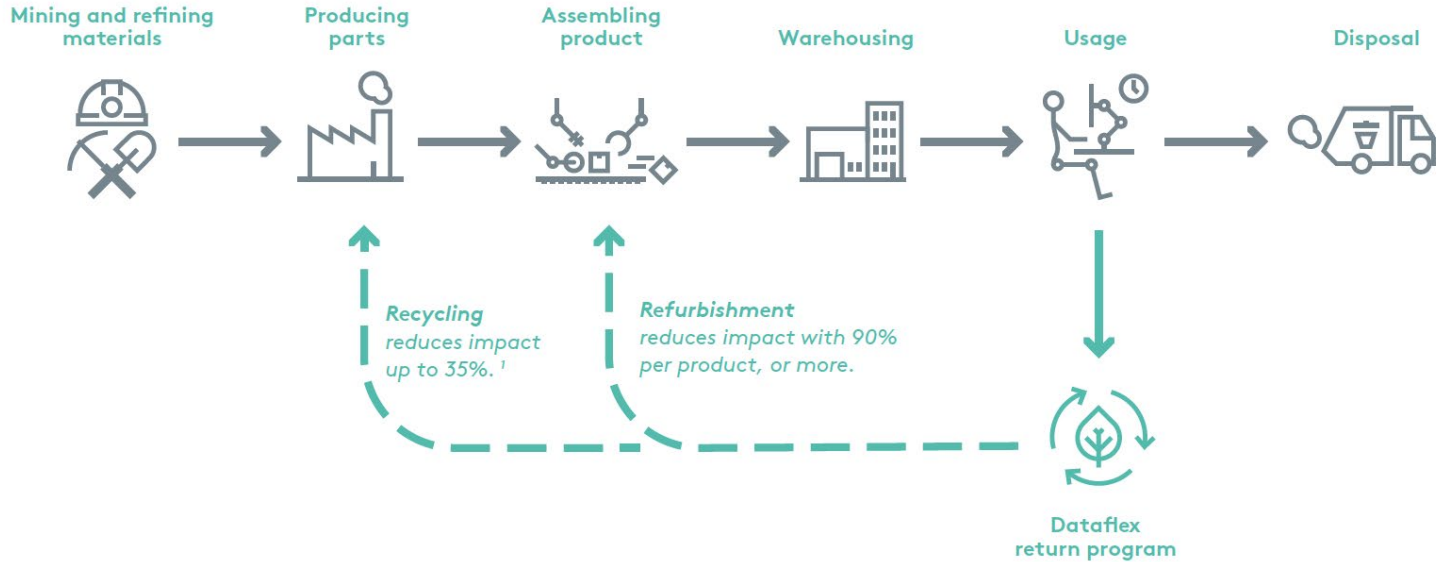 Mining and refining
materials
Producing
parts
Assembling
product
Warehousing
Usage
Disposal
Recycling
reduces impact
up to 35%. ¹
Refurbishment
reduces impact with 90%
per product, or more.
Dataflex
return program